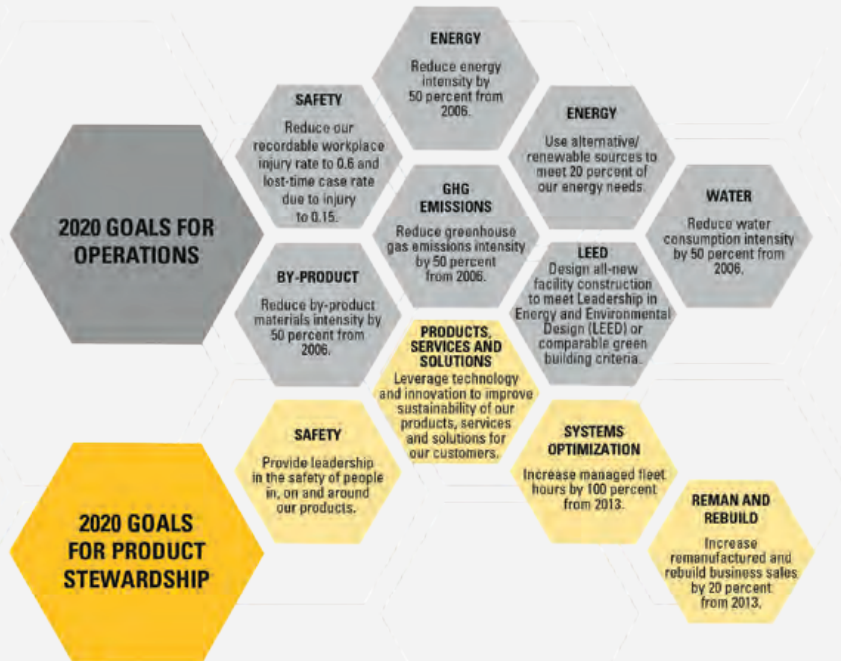 2020 GOALS FOR
OPERATIONS
SAFETY
Reduce our
recordable workplace
injury rate to 0.6 and
lost-time case rate
due to injury
to 0.15.
ENERGY
Reduce energy
intensity by
50 percent from
2006.
ENERGY
Use alternative/
renewable sources to
meet 20 percent of
our energy needs.
GHG
EMISSIONS
Reduce greenhouse
gas emissions intensity
by 50 percent
from 2006.
WATER
Reduce water
consumption intensity
by 50 percent from
2006.
BY-PRODUCT
Reduce by-product
materials intensity by
50 percent from
2006.
LEED
Design all-new
facility construction
to meet Leadership in
Energy and Environmental
Design (LEED) or
comparable green
building criteria.
2020 GOALS
FOR PRODUCT
STEWARDSHIP
SAFETY
Provide leadership
in the safety of people
in, on and around
our products.
PRODUCTS,
SERVICES AND
SOLUTIONS
Leverage technology
and innovation to improve
sustainability of our
products, services
and solutions for
our customers.
SYSTEMS
OPTIMIZATION
Increase managed fleet
hours by 100 percent
from 2013.
REMAN AND
REBUILD
Increase
remanufactured and
rebuild business sales
by 20 percent
from 2013.